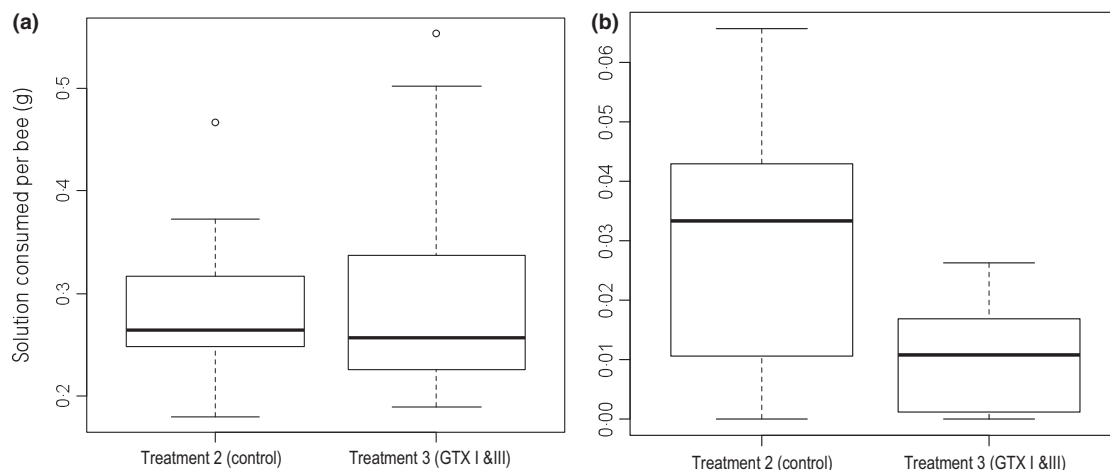 (a)
Solution consumed per bee (g)
0·5
0·4
0·3
0·2
Treatment 2 (control)
Treatment 3 (GTX I &III)
(b)
0·06
0·05
0·04
0·03
0·02
0·01
0·00
Treatment 2 (control)
Treatment 3 (GTX I &III)